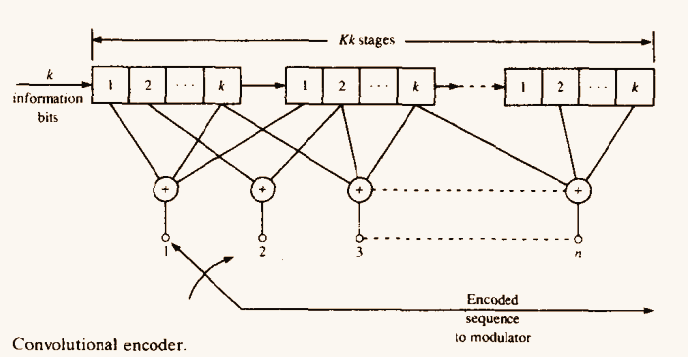 Kk stages
k
information
bits
1 2 ... k
1 2 ... k
1 2 ... k
+ + + +
1 2 3 n
Encoded
sequence
to modulator
Convolutional encoder.